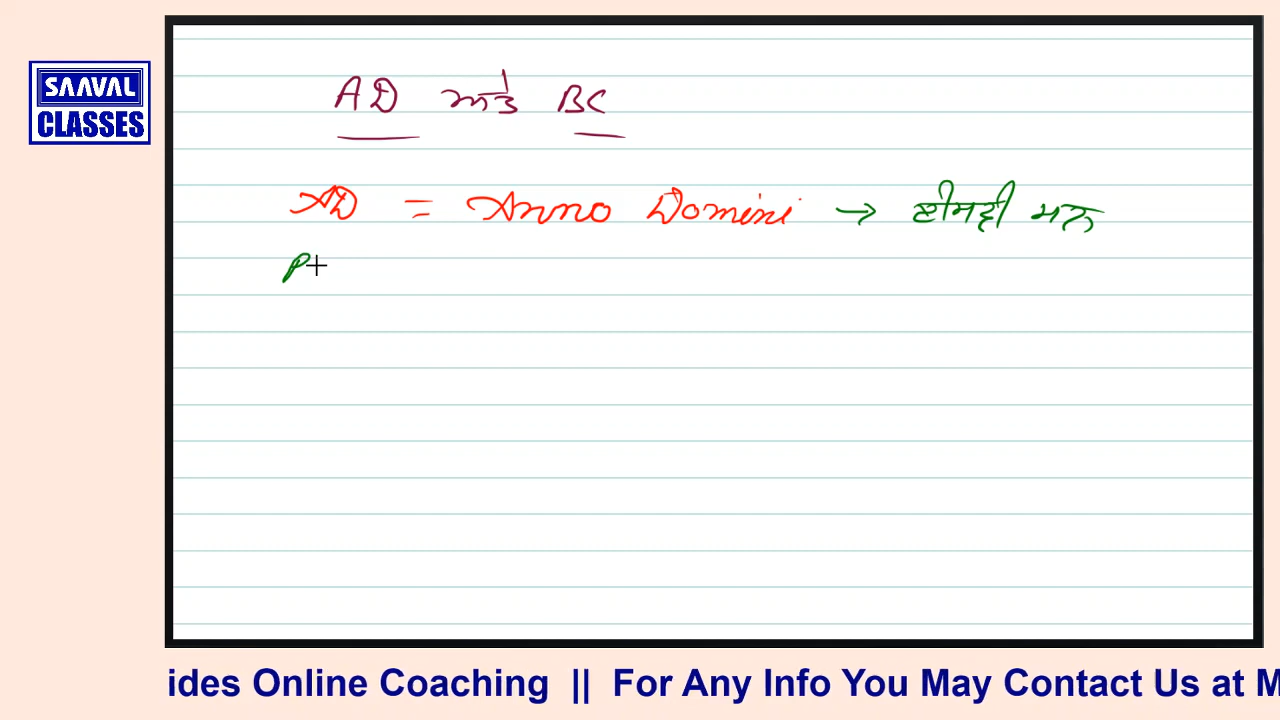 SAAVAL
CLASSES
AD ਅਤੇ BC
AD = Anno Domini → ਈਸਵੀ ਸਨ
P
ides Online Coaching || For Any Info You May Contact Us at M